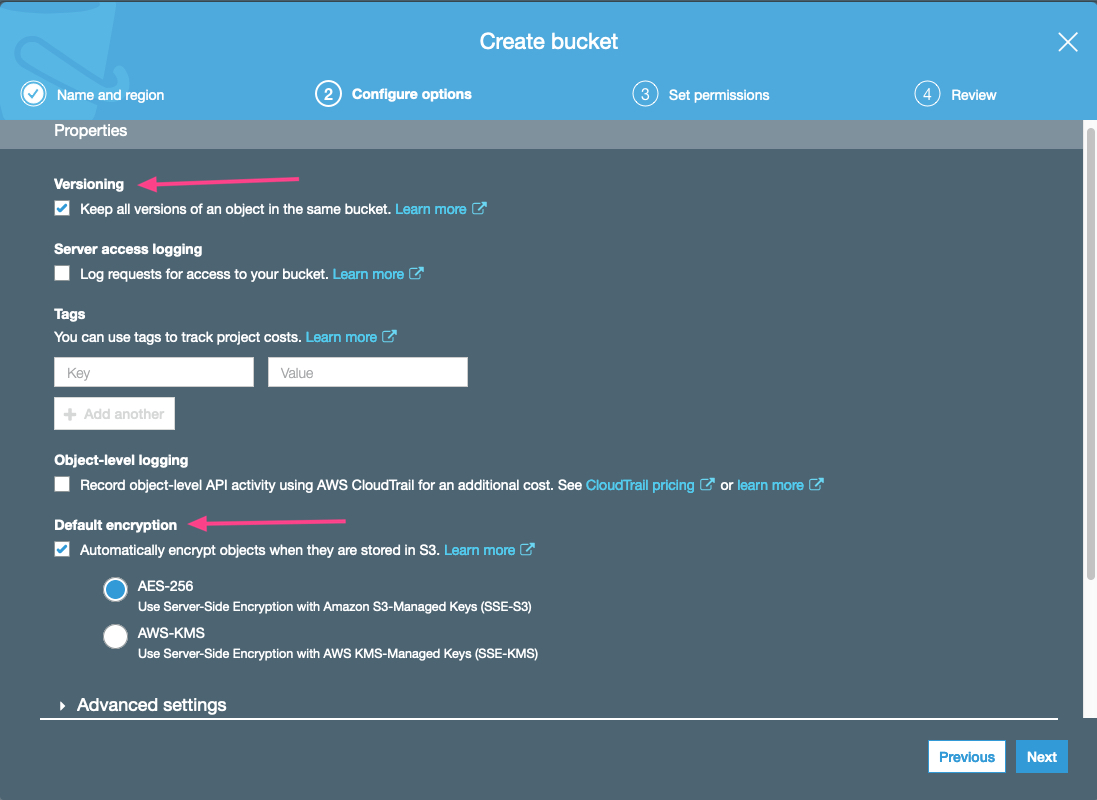 Create bucket
Name and region
2 Configure options
3 Set permissions
4 Review
Properties
Versioning
Keep all versions of an object in the same bucket. Learn more
Server access logging
Log requests for access to your bucket. Learn more
Tags
You can use tags to track project costs. Learn more
Key Value
Add another
Object-level logging
Record object-level API activity using AWS CloudTrail for an additional cost. See CloudTrail pricing or learn more
Default encryption
Automatically encrypt objects when they are stored in S3. Learn more
AES-256
Use Server-Side Encryption with Amazon S3-Managed Keys (SSE-S3)
AWS-KMS
Use Server-Side Encryption with AWS KMS-Managed Keys (SSE-KMS)
Advanced settings
Previous Next